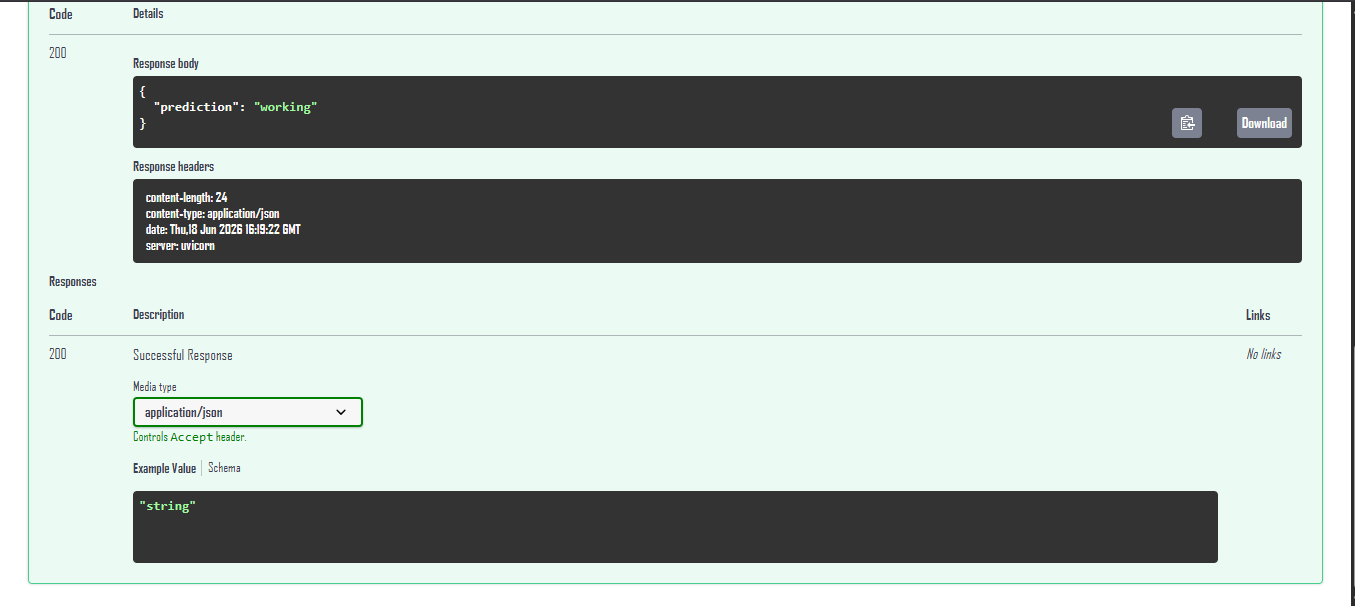 Code Details
200
Response body
{
  "prediction": "working"
}
Download
Response headers
content-length: 24
content-type: application/json
date: Thu,18 Jun 2026 16:19:22 GMT
server: uvicorn
Responses
Code Description Links
200 Successful Response No links
Media type
application/json
Controls Accept header.
Example Value Schema
"string"